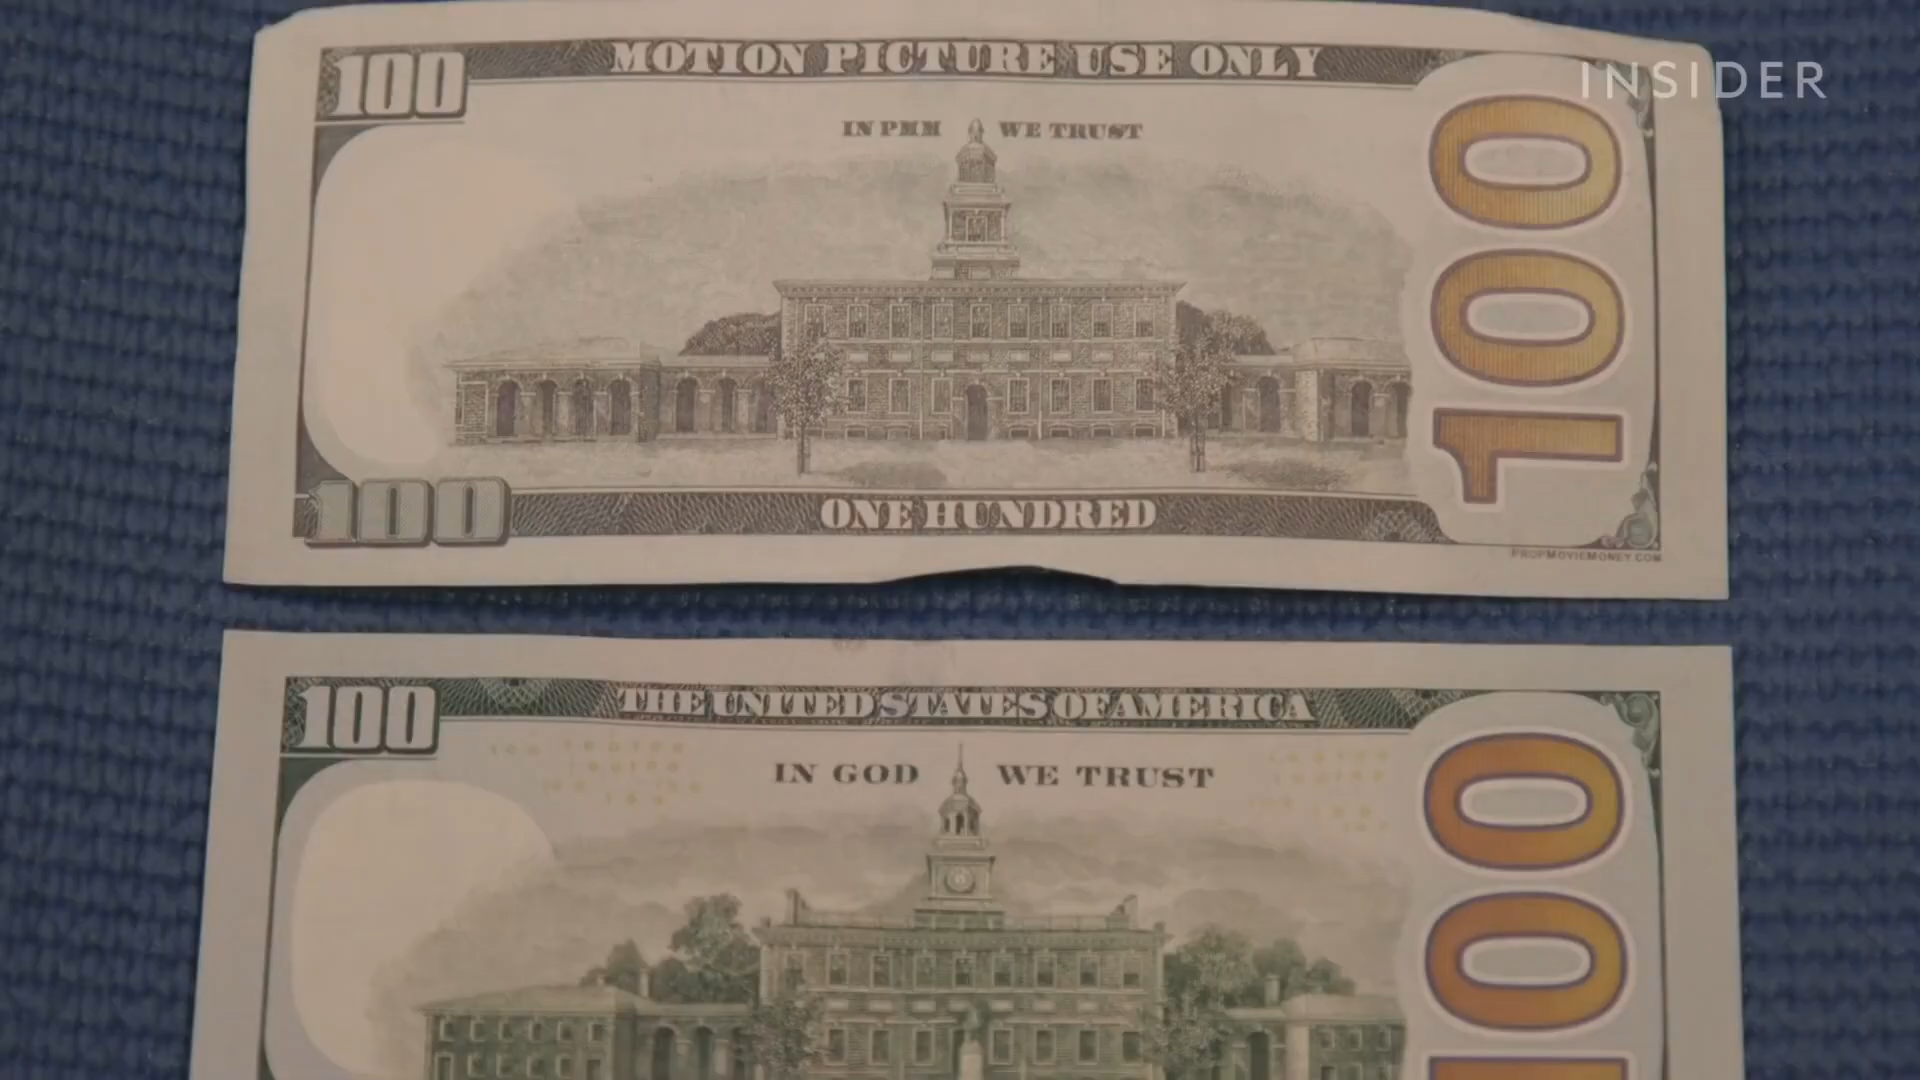 INSIDER
100
MOTION PICTURE USE ONLY
IN PMM WE TRUST
100
100
ONE HUNDRED
PROPMOVIEMONEY.COM
100
THE UNITED STATES OF AMERICA
IN GOD WE TRUST
100